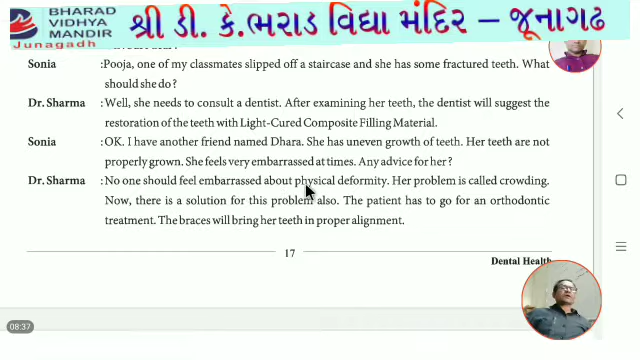 BHARAD
VIDHYA
MANDIR
Junagadh
શ્રી ડી. કે. ભરાડ વિદ્યા મંદિર – જૂનાગઢ
Sonia : Pooja, one of my classmates slipped off a staircase and she has some fractured teeth. What
should she do?
Dr. Sharma : Well, she needs to consult a dentist. After examining her teeth, the dentist will suggest the
restoration of the teeth with Light-Cured Composite Filling Material.
Sonia : OK. I have another friend named Dhara. She has uneven growth of teeth. Her teeth are not
properly grown. She feels very embarrassed at times. Any advice for her?
Dr. Sharma : No one should feel embarrassed about physical deformity. Her problem is called crowding.
Now, there is a solution for this problem also. The patient has to go for an orthodontic
treatment. The braces will bring her teeth in proper alignment.
17
Dental Health
08:37